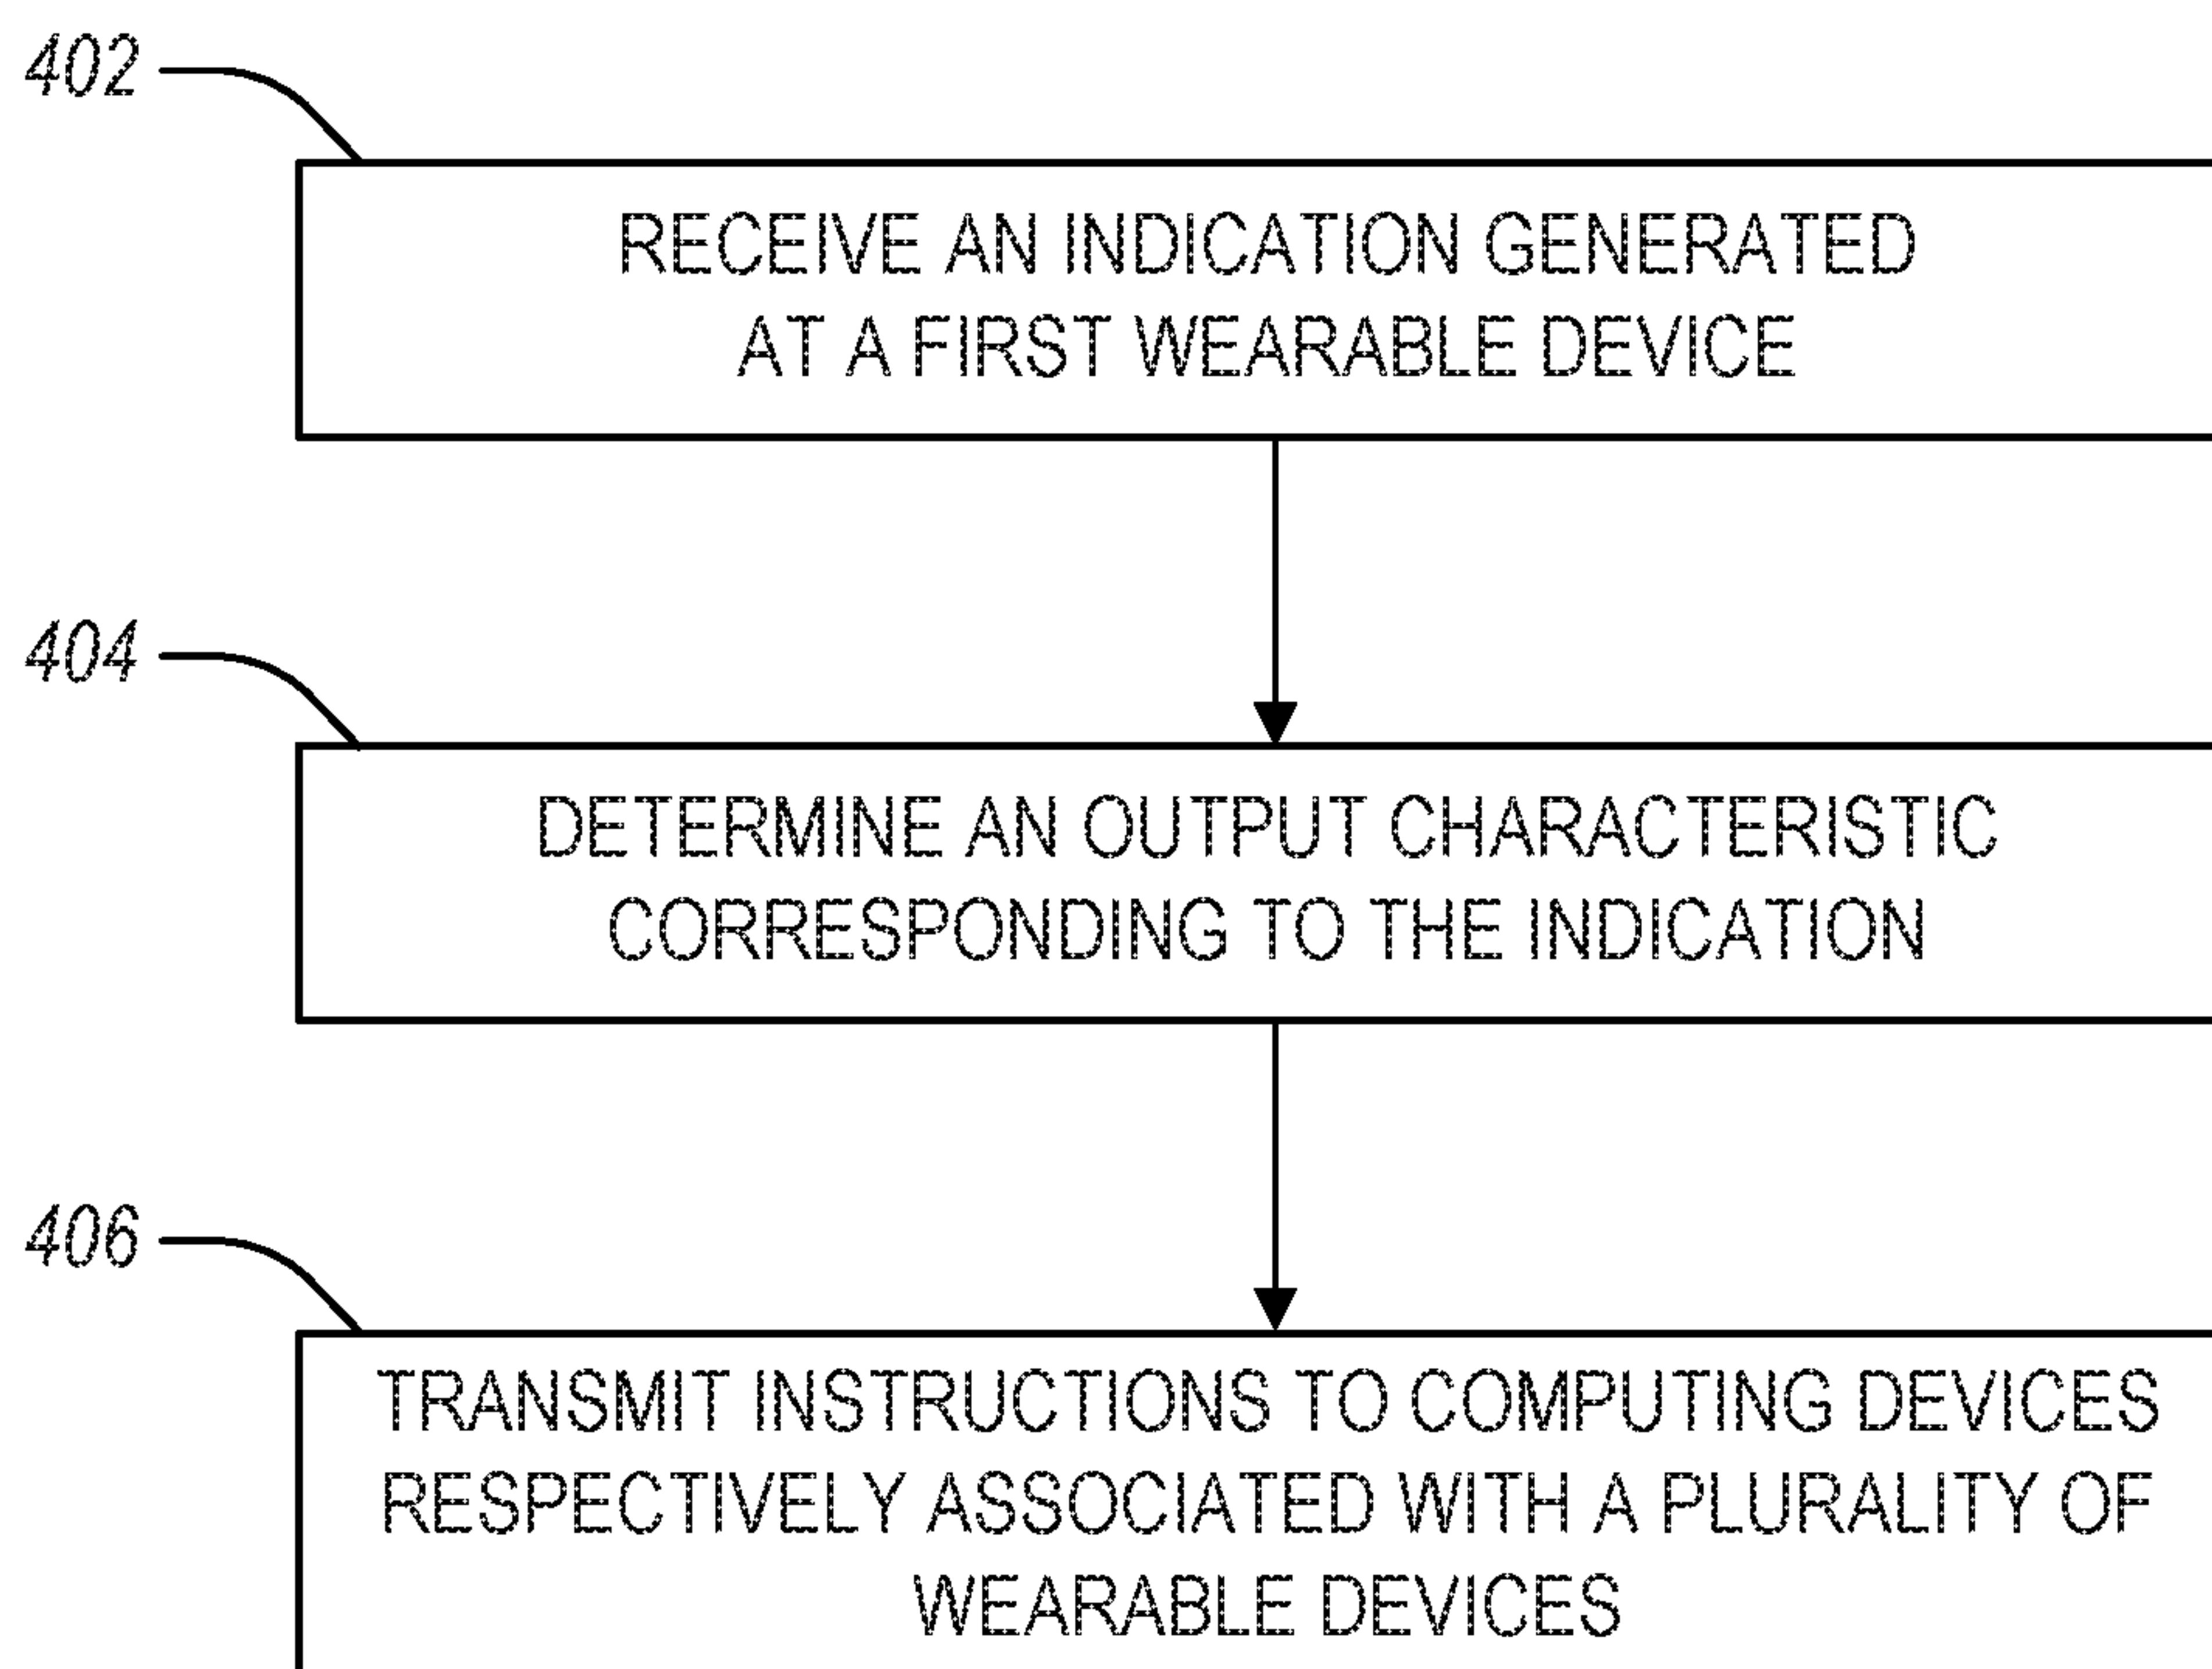 402
RECEIVE AN INDICATION GENERATED
AT A FIRST WEARABLE DEVICE
404
DETERMINE AN OUTPUT CHARACTERISTIC
CORRESPONDING TO THE INDICATION
406
TRANSMIT INSTRUCTIONS TO COMPUTING DEVICES
RESPECTIVELY ASSOCIATED WITH A PLURALITY OF
WEARABLE DEVICES